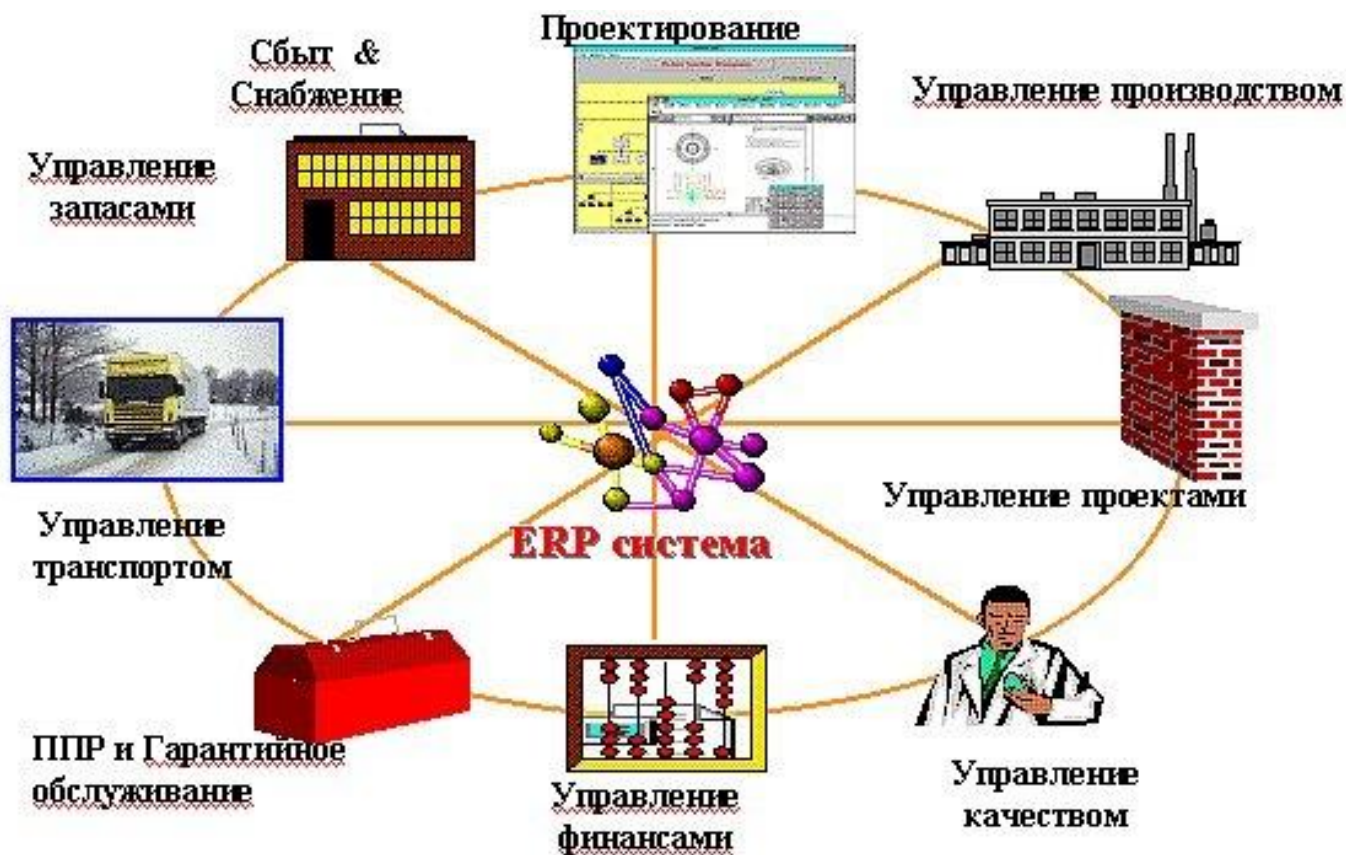 Проектирование
Сбыт &
Снабжение
Управление производством
Управление
запасами
Управление проектами
ERP система
Управление
транспортом
ППР и Гарантийное
обслуживание
Управление
финансами
Управление
качеством